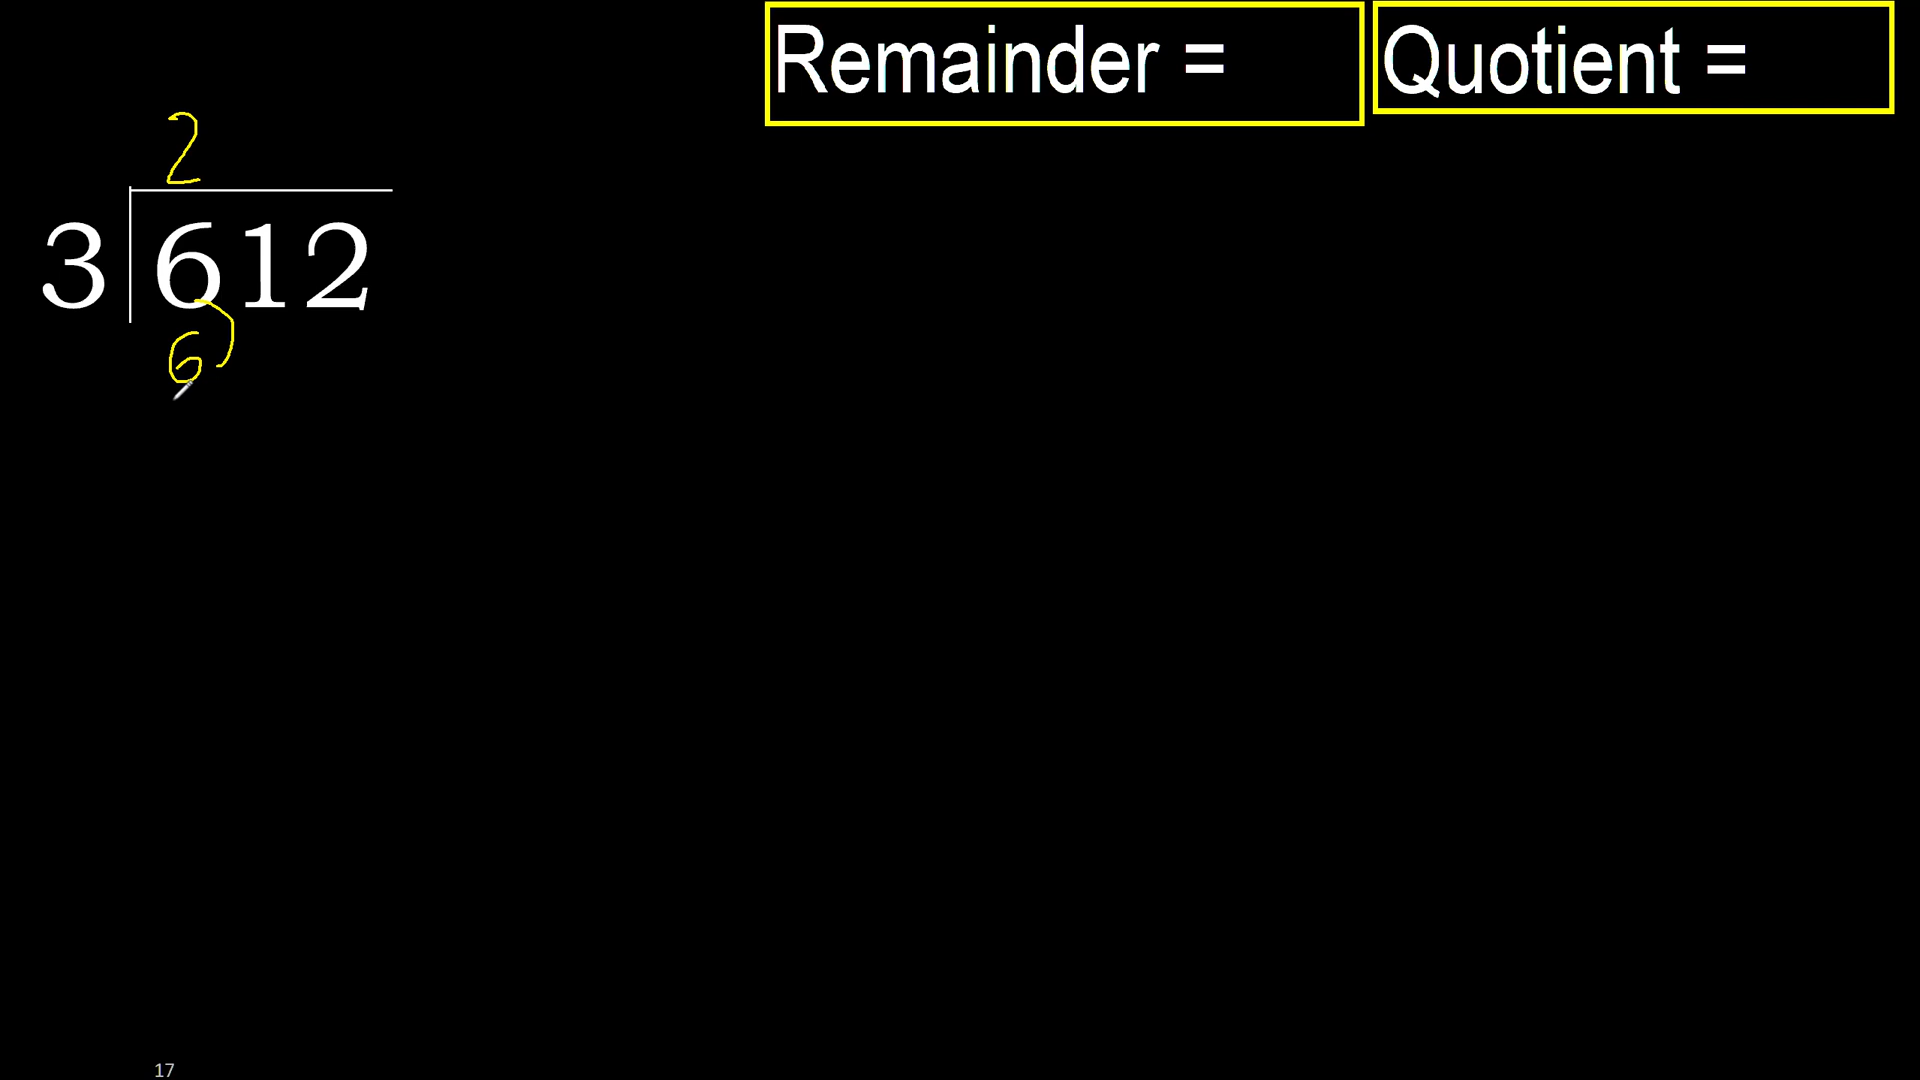 Remainder = Quotient =
2
3 612
6
17